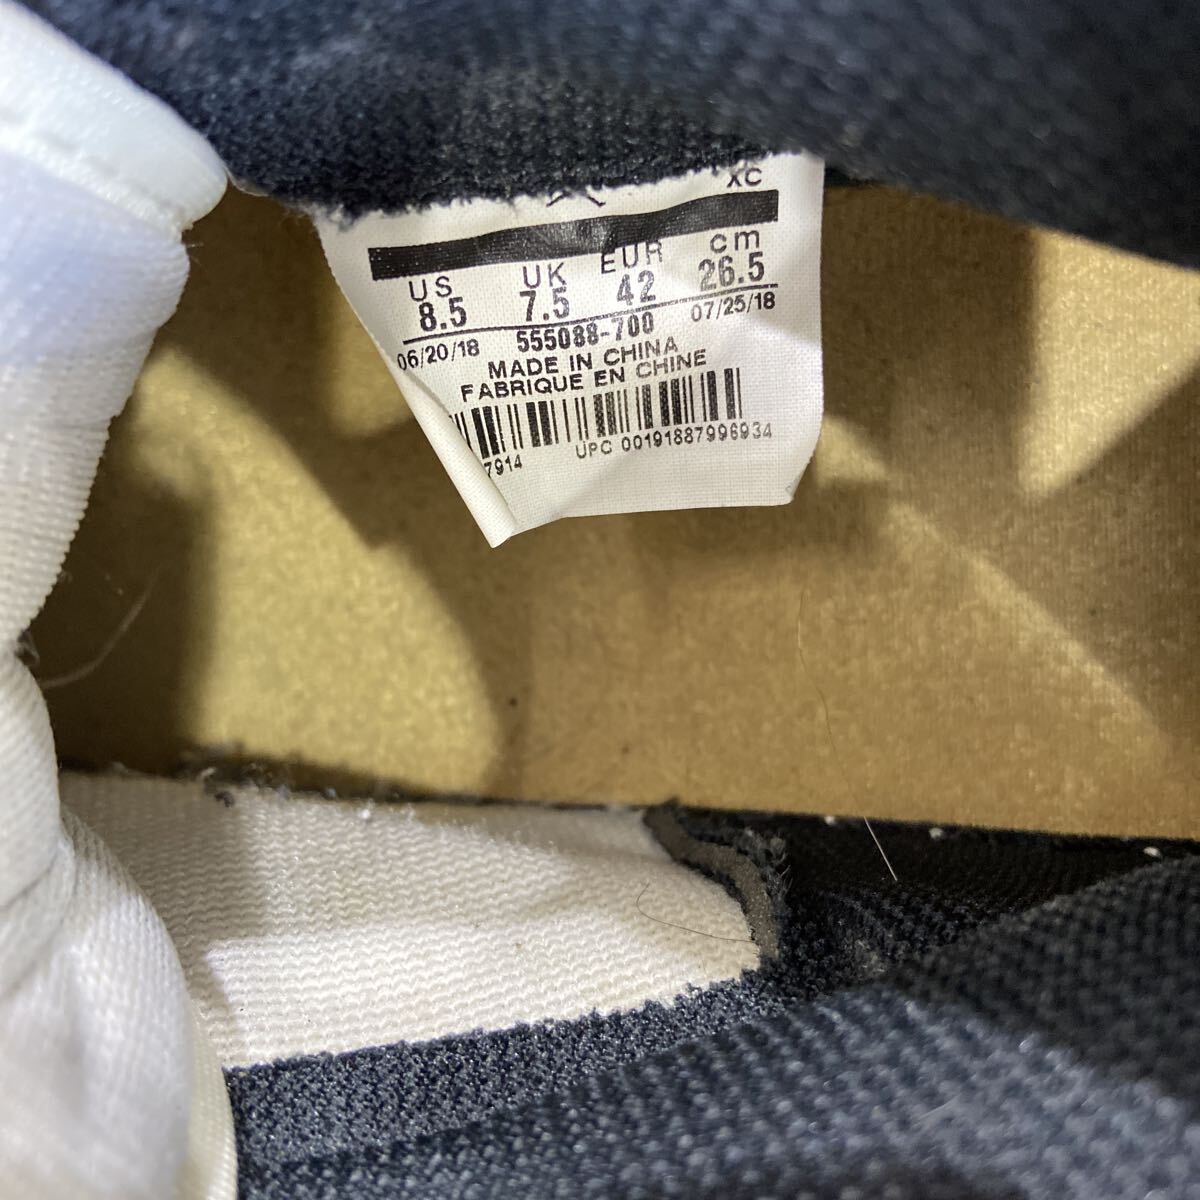 XC
US UK EUR cm
8.5 7.5 42 26.5
06/20/18 555088-700 07/25/18
MADE IN CHINA
FABRIQUE EN CHINE
7914 UPC 00191887996934